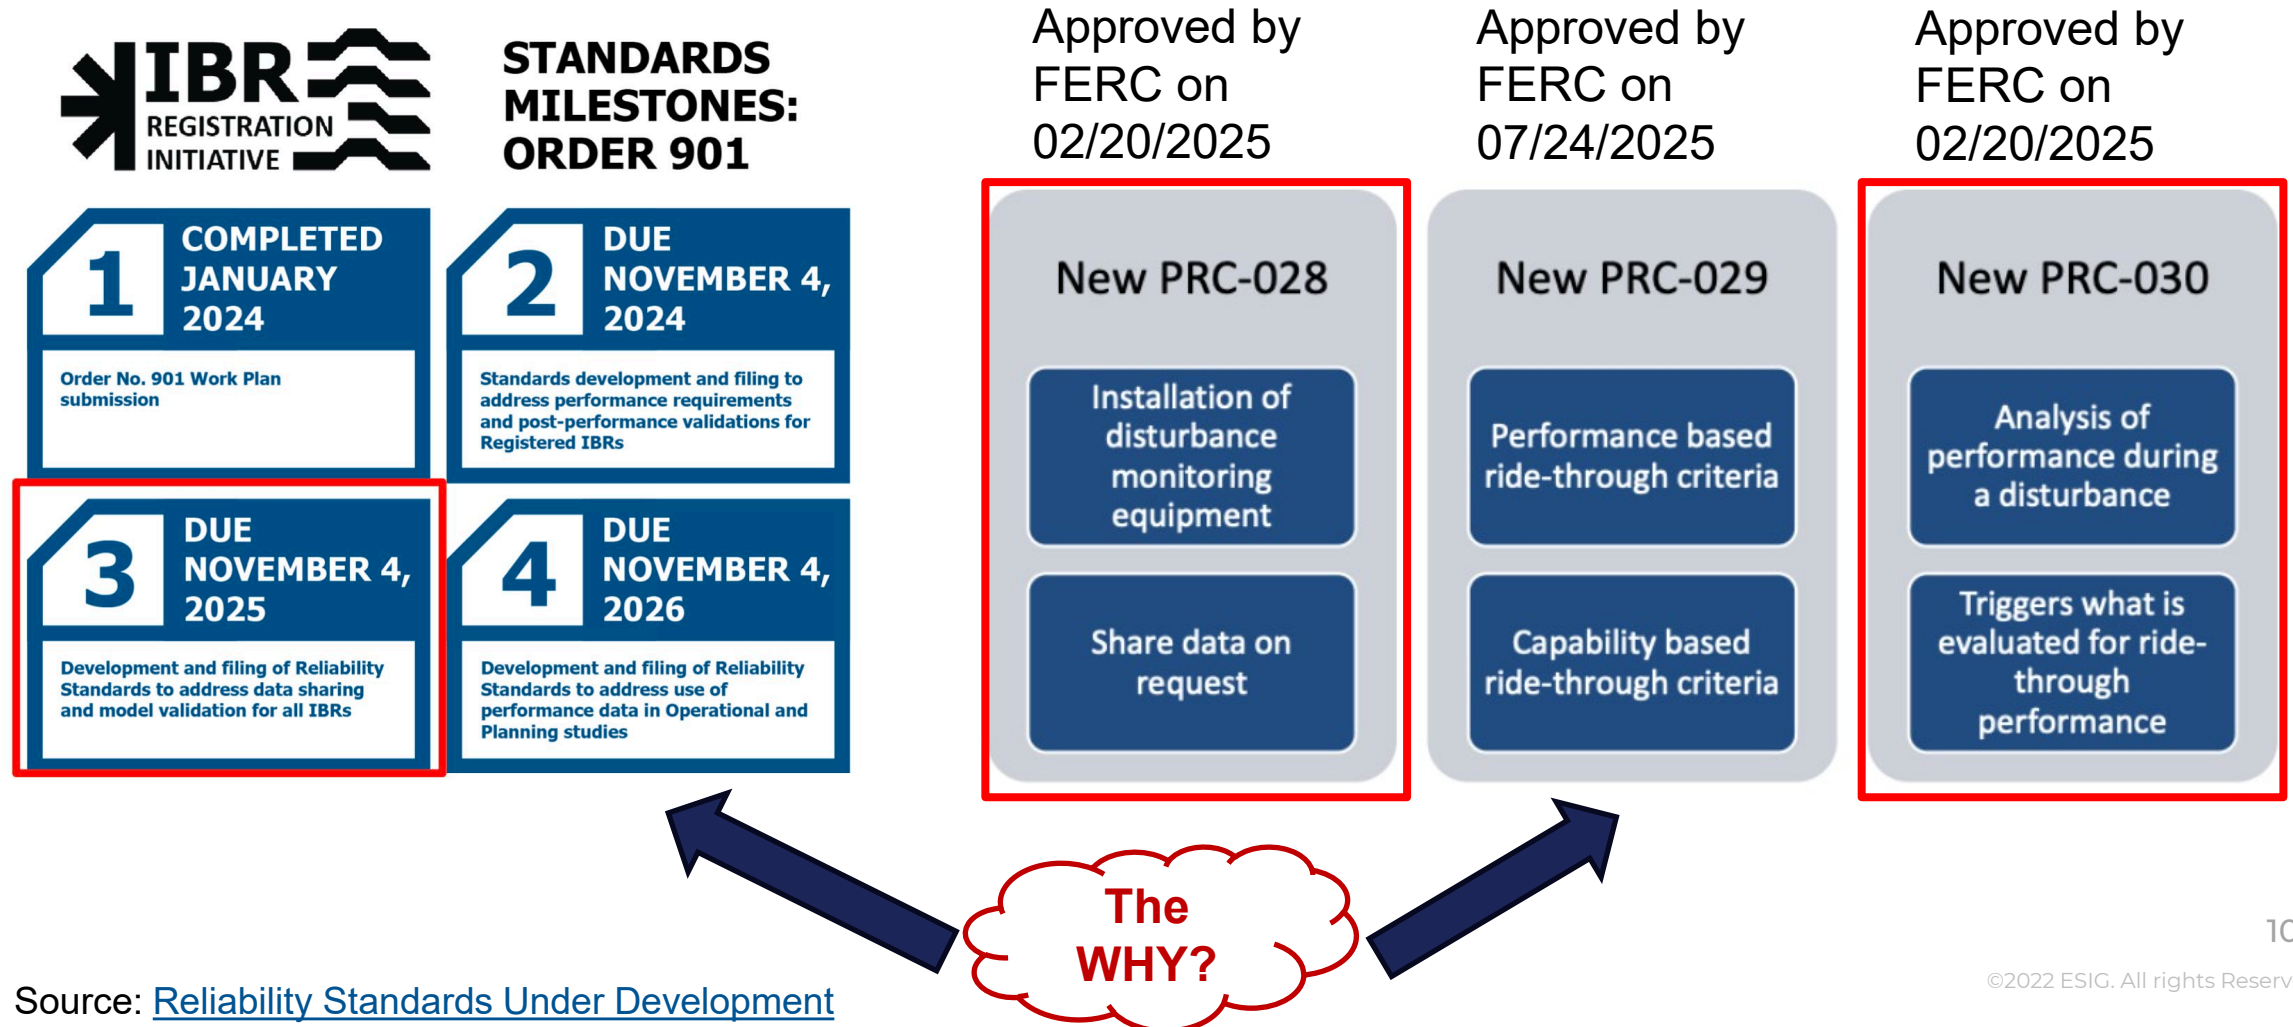 IBR
REGISTRATION
INITIATIVE
STANDARDS
MILESTONES:
ORDER 901
1
COMPLETED
JANUARY
2024
Order No. 901 Work Plan
submission
2
DUE
NOVEMBER 4,
2024
Standards development and filing to
address performance requirements
and post-performance validations for
Registered IBRs
3
DUE
NOVEMBER 4,
2025
Development and filing of Reliability
Standards to address data sharing
and model validation for all IBRs
4
DUE
NOVEMBER 4,
2026
Development and filing of Reliability
Standards to address use of
performance data in Operational and
Planning studies
Approved by
FERC on
02/20/2025
New PRC-028
Installation of
disturbance
monitoring
equipment
Share data on
request
Approved by
FERC on
07/24/2025
New PRC-029
Performance based
ride-through criteria
Capability based
ride-through criteria
Approved by
FERC on
02/20/2025
New PRC-030
Analysis of
performance during
a disturbance
Triggers what is
evaluated for ride-
through
performance
The
WHY?
10
©2022 ESIG. All rights Reserv
Source: Reliability Standards Under Development